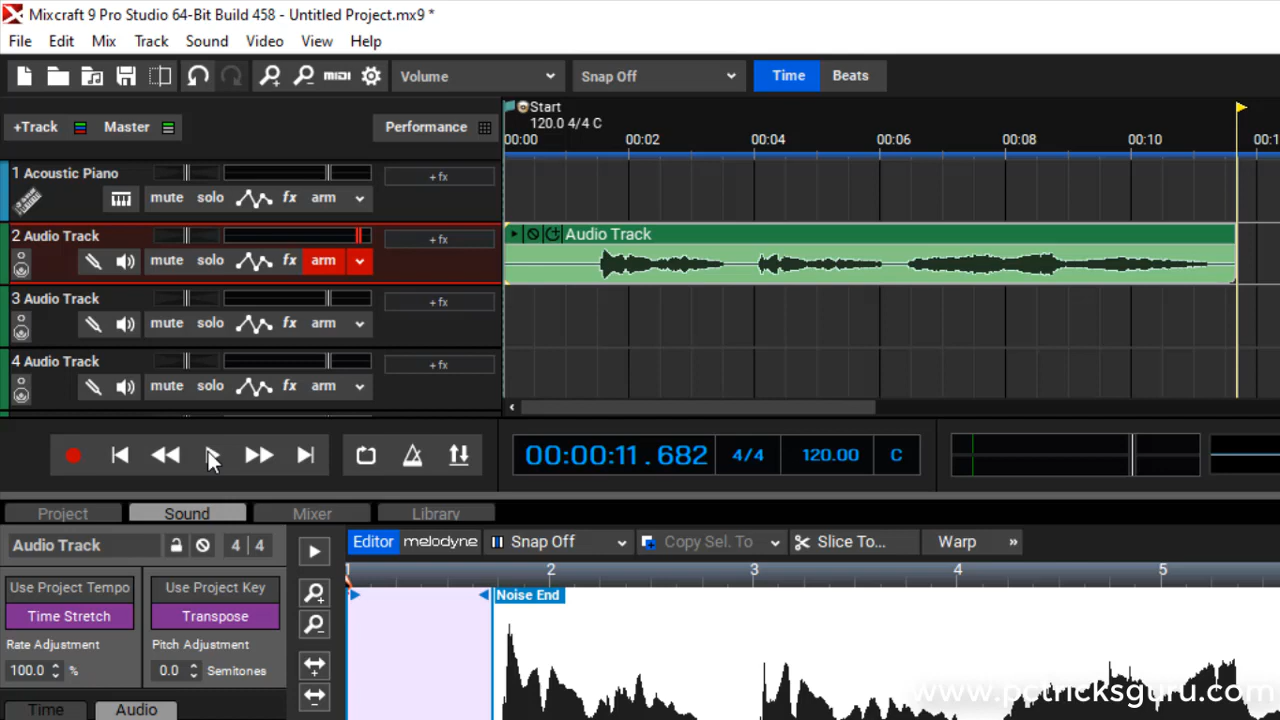 Mixcraft 9 Pro Studio 64-Bit Build 458 - Untitled Project.mx9 *
File Edit Mix Track Sound Video View Help
MIDI Volume Snap Off Time Beats
Start
120.0 4/4 C
+Track Master Performance
00:00 00:02 00:04 00:06 00:08 00:10 00:1
1 Acoustic Piano +fx
mute solo fx arm
2 Audio Track +fx Audio Track
mute solo fx arm
3 Audio Track +fx
mute solo fx arm
4 Audio Track +fx
mute solo fx arm
00:00:11.682 4/4 120.00 C
Project Sound Mixer Library
Audio Track 4 4 Editor melodyne Snap Off Copy Sel. To Slice To... Warp »
1 2 3 4 5
Use Project Tempo Use Project Key Noise End
Time Stretch Transpose
Rate Adjustment Pitch Adjustment
100.0 % 0.0 Semitones
www.pctricksguru.com
Time Audio